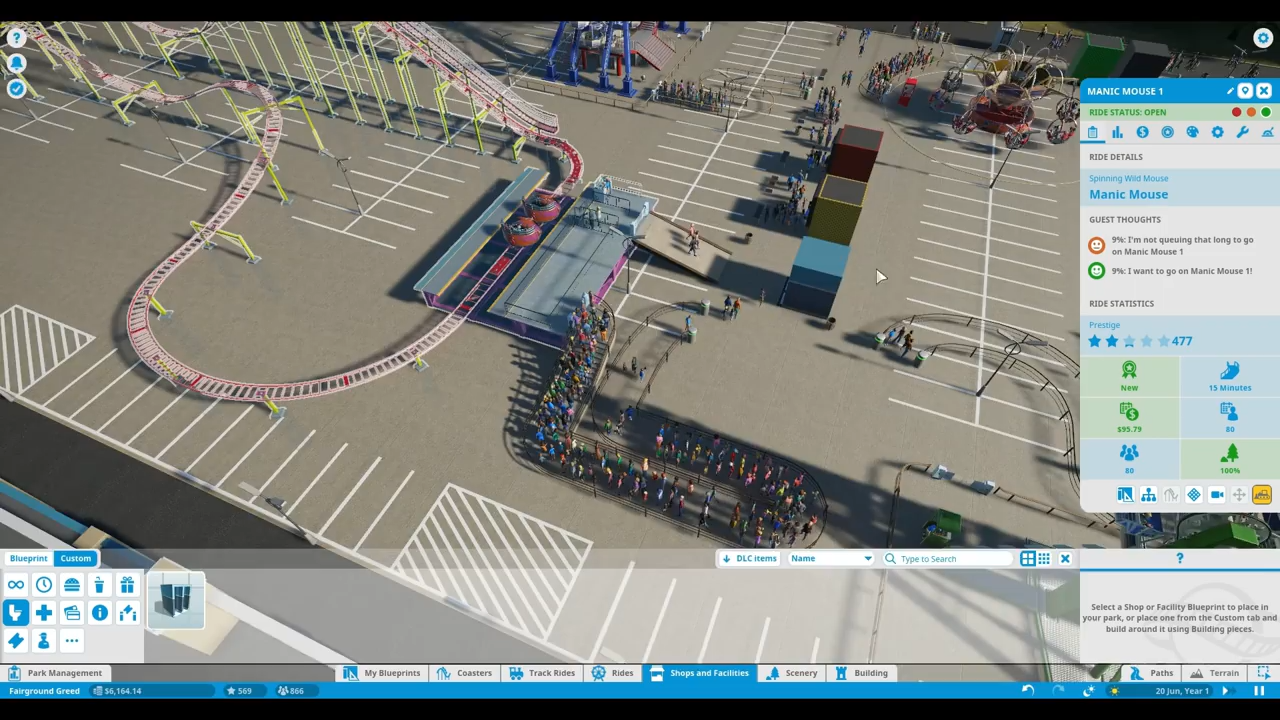 MANIC MOUSE 1
RIDE STATUS: OPEN
RIDE DETAILS
Spinning Wild Mouse
Manic Mouse
GUEST THOUGHTS
9%: I'm not queuing that long to go
on Manic Mouse 1
9%: I want to go on Manic Mouse 1!
RIDE STATISTICS
Prestige
477
New
15 Minutes
$95.79
80
80
100%
Blueprint
Custom
DLC items
Name
Type to Search
?
Select a Shop or Facility Blueprint to place in
your park, or place one from the Custom tab and
build around it using Building pieces.
Park Management
My Blueprints
Coasters
Track Rides
Rides
Shops and Facilities
Scenery
Building
Paths
Terrain
Fairground Greed
$6,164.14
569
866
20 Jun, Year 1